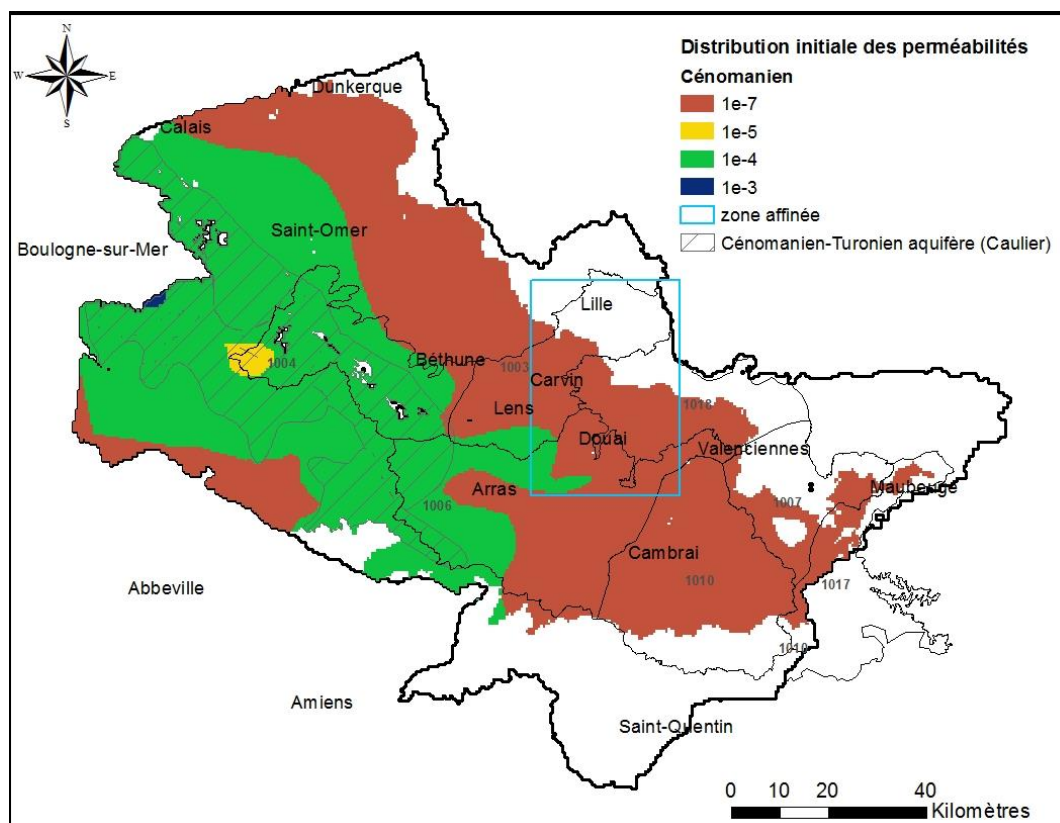 N
W E
S
Distribution initiale des perméabilités
Cénomanien
1e-7
1e-5
1e-4
1e-3
zone affinée
Cénomanien-Turonien aquifère (Caulier)
Dunkerque
Calais
Saint-Omer
Boulogne-sur-Mer
Lille
Béthune
1003
1004
Carvin
Lens
1018
Douai
Valenciennes
Arras
1006
Maubeuge
1007
Cambrai
1010
1017
Abbeville
1010
Amiens
Saint-Quentin
0 10 20 40
Kilomètres